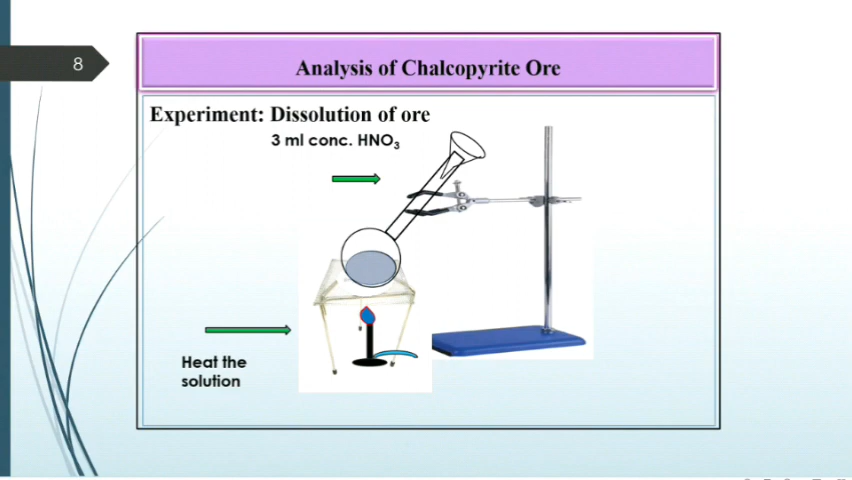 8
Analysis of Chalcopyrite Ore
Experiment: Dissolution of ore
3 ml conc. HNO₃
Heat the
solution